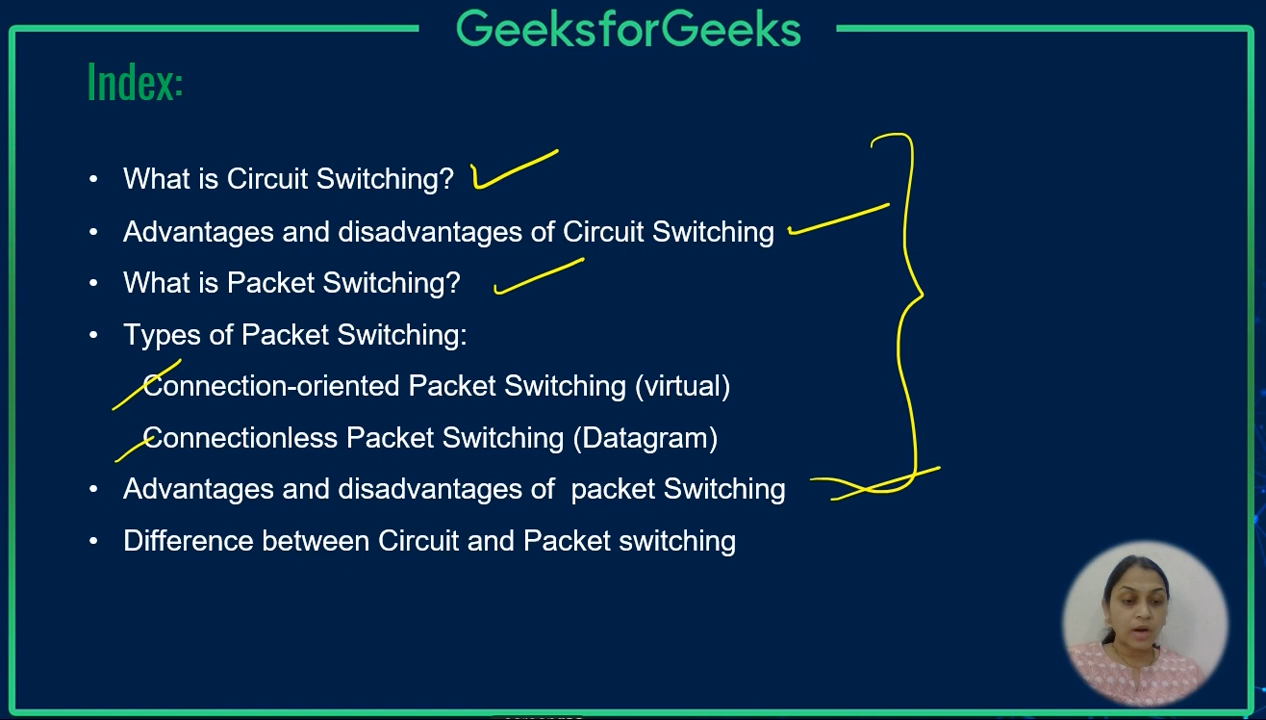 GeeksforGeeks
Index:
• What is Circuit Switching?
• Advantages and disadvantages of Circuit Switching
• What is Packet Switching?
• Types of Packet Switching:
Connection-oriented Packet Switching (virtual)
Connectionless Packet Switching (Datagram)
• Advantages and disadvantages of packet Switching
• Difference between Circuit and Packet switching